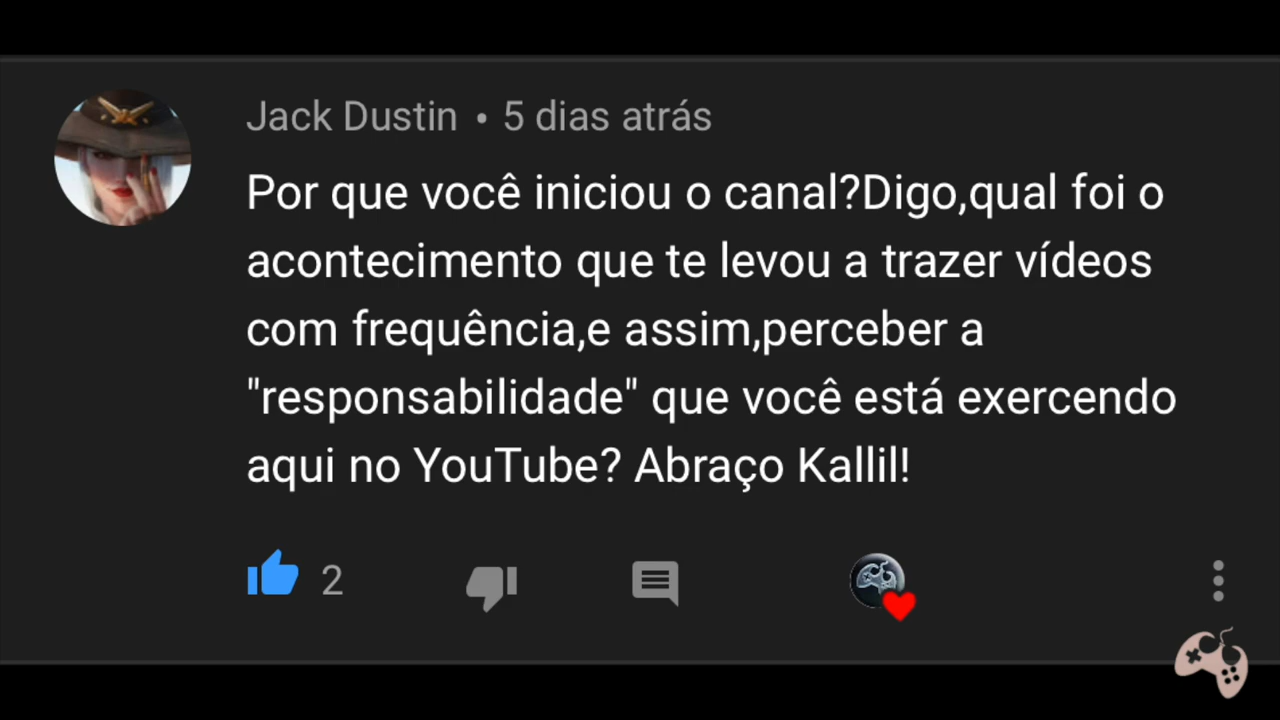 Jack Dustin • 5 dias atrás
Por que você iniciou o canal?Digo,qual foi o
acontecimento que te levou a trazer vídeos
com frequência,e assim,perceber a
"responsabilidade" que você está exercendo
aqui no YouTube? Abraço Kallil!
2